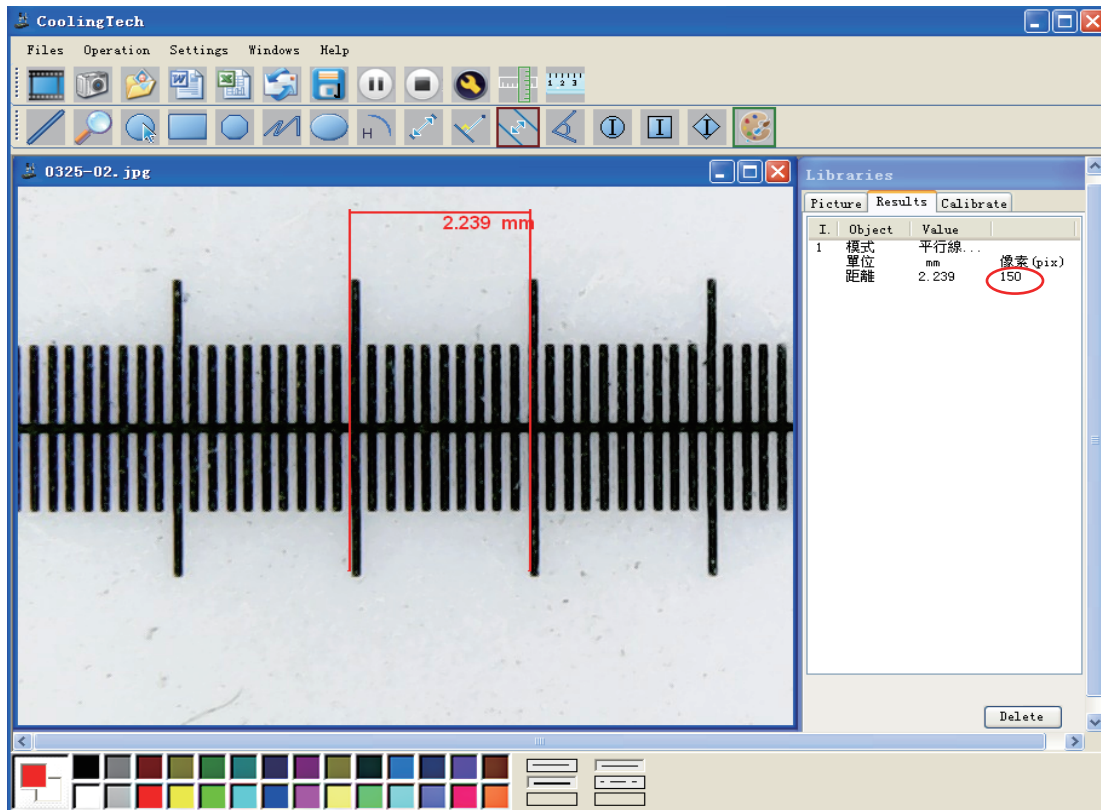 CoolingTech
Files Operation Settings Windows Help
1 2 3
H
I I I
0325-02.jpg
2.239 mm
Libraries
Picture Results Calibrate
I. Object Value
1 模式 平行線...
單位 mm 像素(pix)
距離 2.239 150
Delete